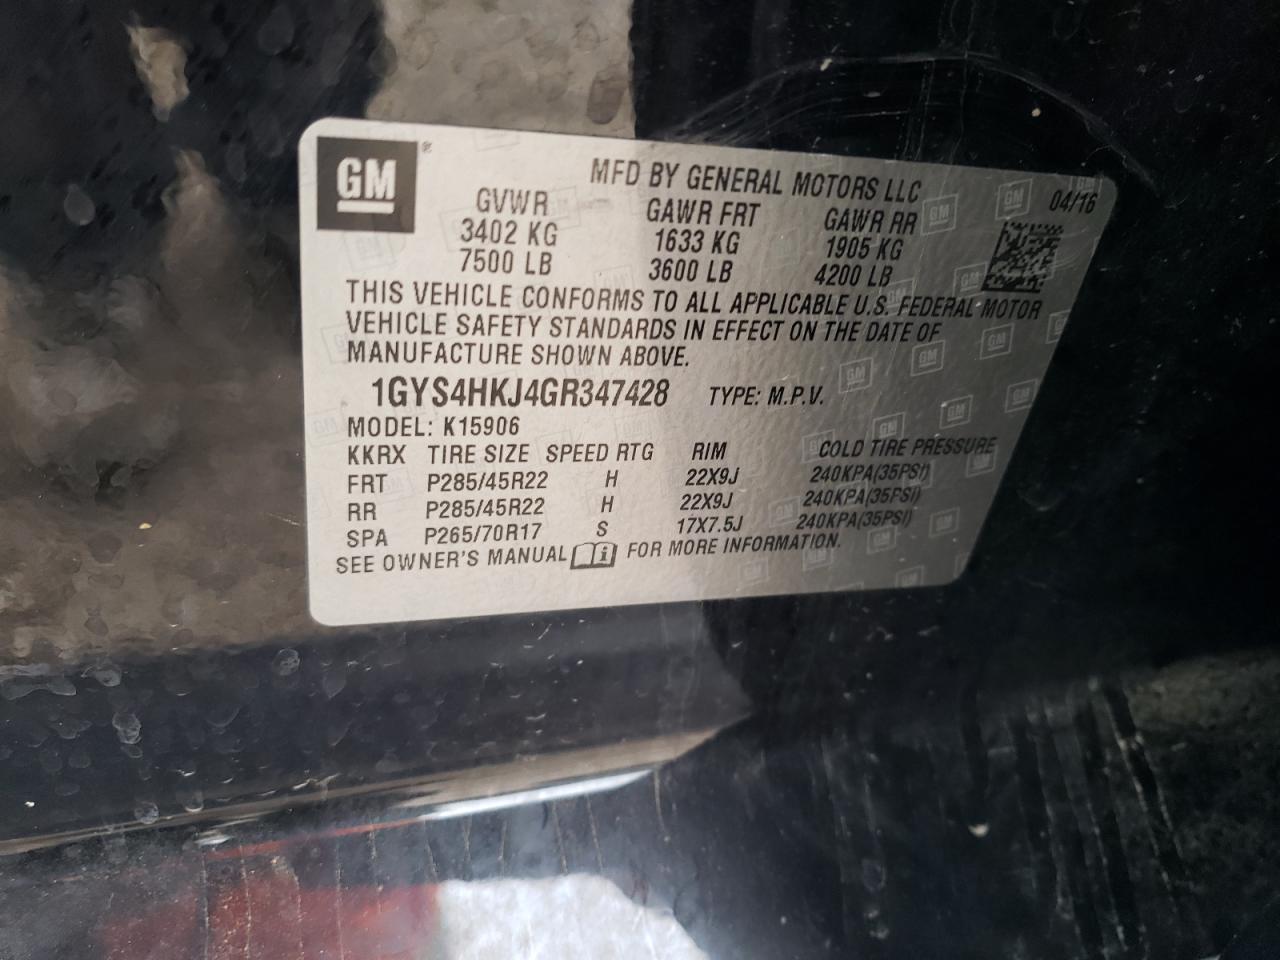 GM®
MFD BY GENERAL MOTORS LLC
04/16
GVWR GAWR FRT GAWR RR
3402 KG 1633 KG 1905 KG
7500 LB 3600 LB 4200 LB
THIS VEHICLE CONFORMS TO ALL APPLICABLE U.S. FEDERAL MOTOR
VEHICLE SAFETY STANDARDS IN EFFECT ON THE DATE OF
MANUFACTURE SHOWN ABOVE.
1GYS4HKJ4GR347428 TYPE: M.P.V.
MODEL: K15906
KKRX TIRE SIZE SPEED RTG RIM COLD TIRE PRESSURE
FRT P285/45R22 H 22X9J 240KPA(35PSI)
RR P285/45R22 H 22X9J 240KPA(35PSI)
SPA P265/70R17 S 17X7.5J 240KPA(35PSI)
SEE OWNER'S MANUAL FOR MORE INFORMATION.